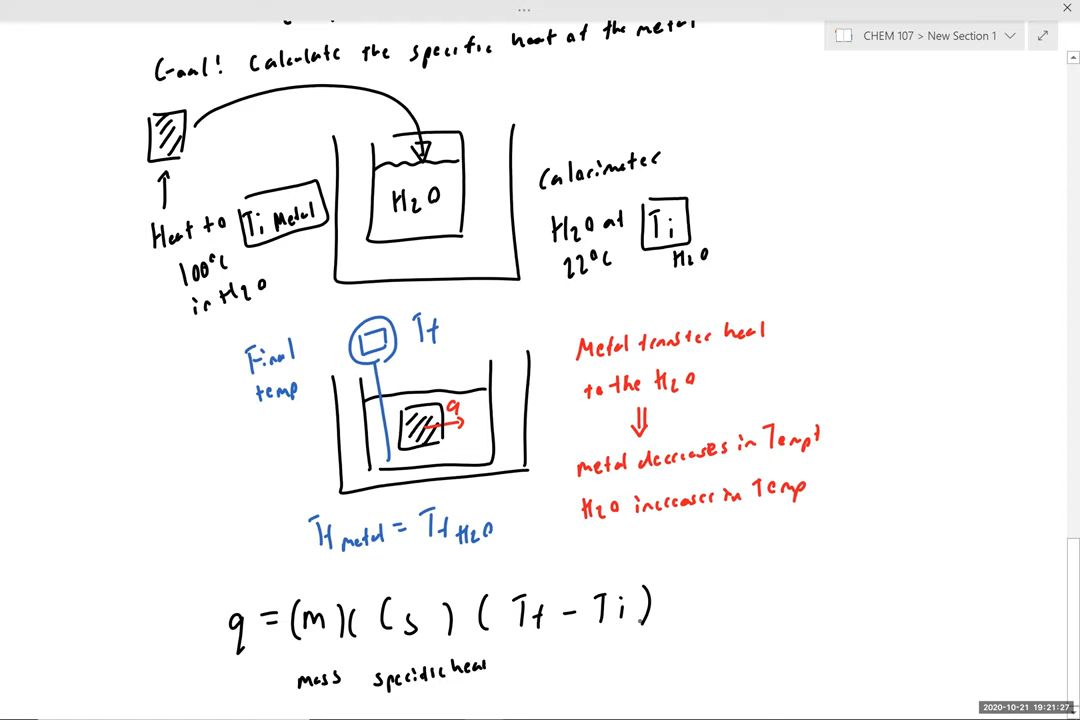 CHEM 107 > New Section 1
Goal! Calculate the specific heat of the metal
H2O
Calorimeter
Heat to
100°C
in H2O
Ti Metal
H2O at
22°C
Ti
H2O
Final
temp
Tf
q
Metal transfer heat
to the H2O
⇓
metal decreases in Tempt
H2O increases in Temp
Tf metal = Tf H2O
q = (m)( (s) (Tf - Ti)
mass specific hea
2020-10-21 19:21:27